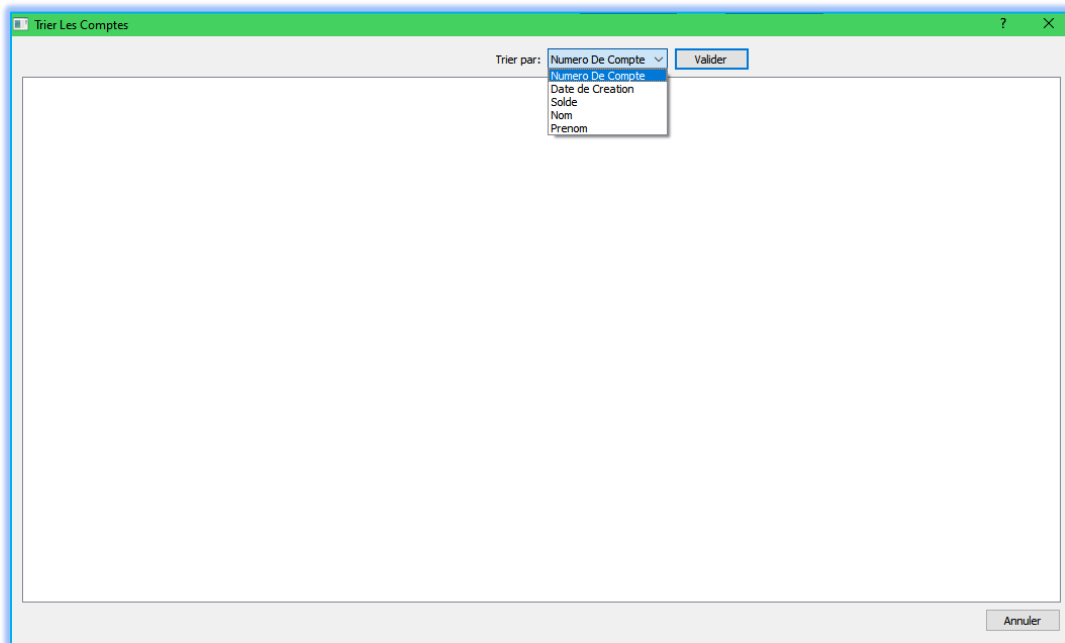 Trier Les Comptes ?
Trier par: Numero De Compte Valider
Numero De Compte
Date de Creation
Solde
Nom
Prenom
Annuler